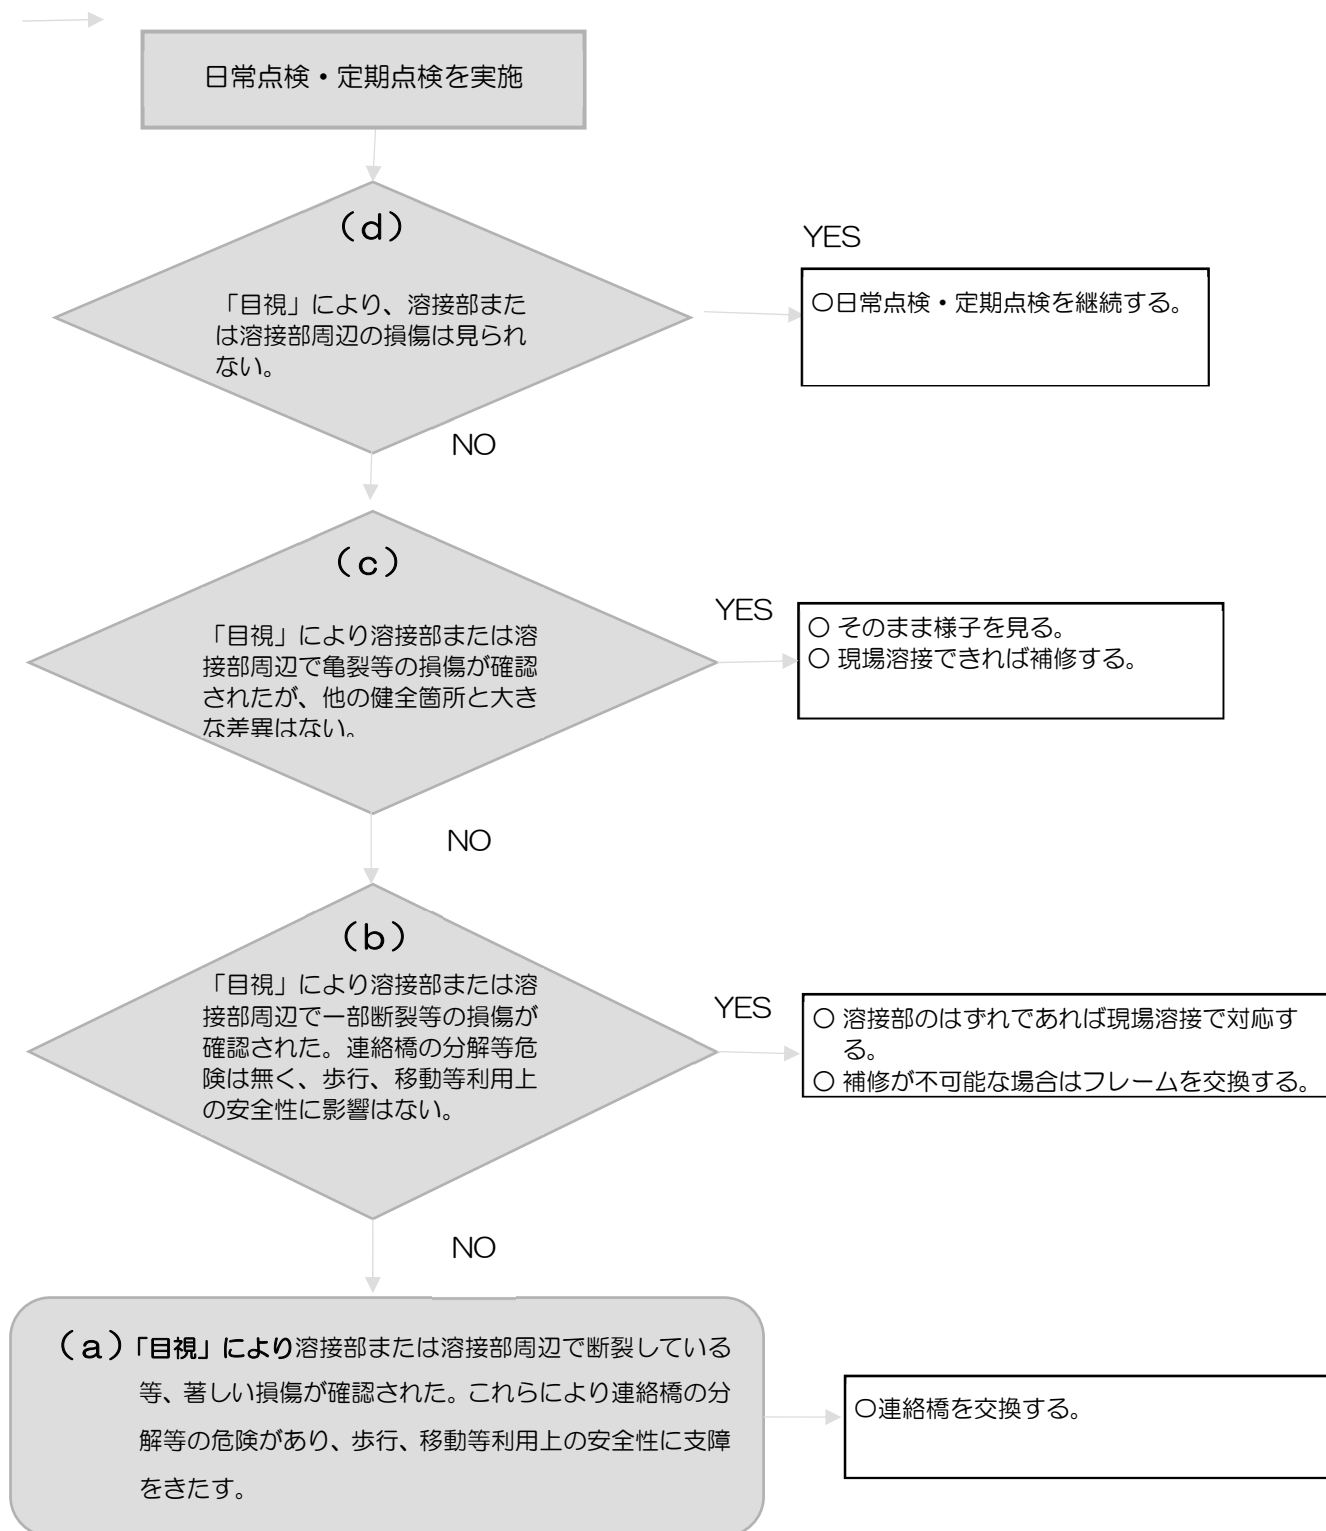 日常点検・定期点検を実施
（d）
「目視」により、溶接部また
は溶接部周辺の損傷は見られ
ない。
YES
〇日常点検・定期点検を継続する。
NO
（c）
「目視」により溶接部または溶
接部周辺で亀裂等の損傷が確認
されたが、他の健全箇所と大き
な差異はない。
YES
〇 そのまま様子を見る。
〇 現場溶接できれば補修する。
NO
（b）
「目視」により溶接部または溶
接部周辺で一部断裂等の損傷が
確認された。連絡橋の分解等危
険は無く、歩行、移動等利用上
の安全性に影響はない。
YES
〇 溶接部のはずれであれば現場溶接で対応す
る。
〇 補修が不可能な場合はフレームを交換する。
NO
（a）「目視」により溶接部または溶接部周辺で断裂している
等、著しい損傷が確認された。これらにより連絡橋の分
解等の危険があり、歩行、移動等利用上の安全性に支障
をきたす。
〇連絡橋を交換する。